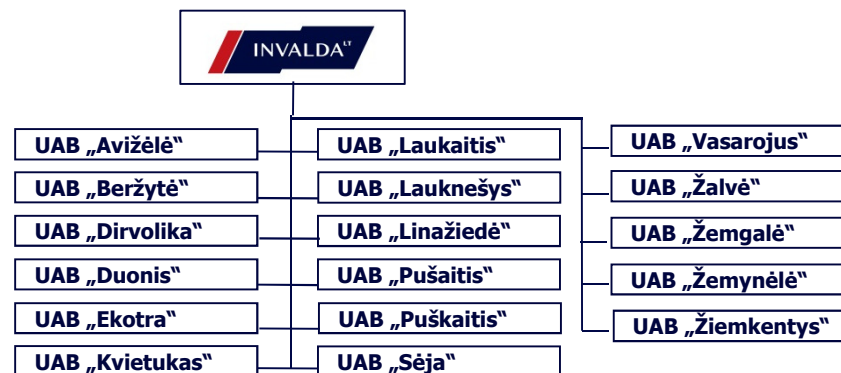 INVALDA LT
UAB „Avižėlė“
UAB „Beržytė“
UAB „Dirvolika“
UAB „Duonis“
UAB „Ekotra“
UAB „Kvietukas“
UAB „Laukaitis“
UAB „Lauknešys“
UAB „Linažiedė“
UAB „Pušaitis“
UAB „Puškaitis“
UAB „Sėja“
UAB „Vasarojus“
UAB „Žalvė“
UAB „Žemgalė“
UAB „Žemynėlė“
UAB „Žiemkentys“